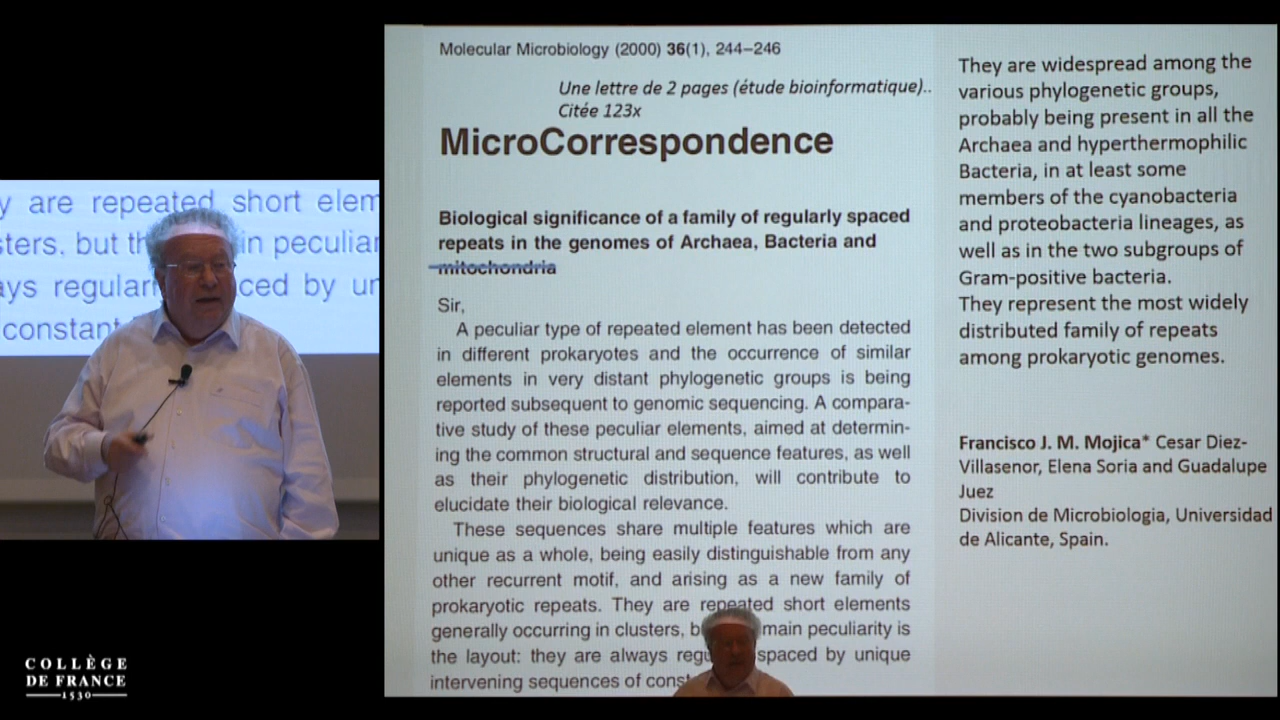 y are repeated short elem
sters, but th in peculiar
ays regular ced by
constant
COLLÈGE
DE FRANCE
1530
Molecular Microbiology (2000) 36(1), 244–246
Une lettre de 2 pages (étude bioinformatique)..
Citée 123x
MicroCorrespondence
Biological significance of a family of regularly spaced
repeats in the genomes of Archaea, Bacteria and
mitochondria
Sir,
A peculiar type of repeated element has been detected
in different prokaryotes and the occurrence of similar
elements in very distant phylogenetic groups is being
reported subsequent to genomic sequencing. A compara-
tive study of these peculiar elements, aimed at determin-
ing the common structural and sequence features, as well
as their phylogenetic distribution, will contribute to
elucidate their biological relevance.
These sequences share multiple features which are
unique as a whole, being easily distinguishable from any
other recurrent motif, and arising as a new family of
prokaryotic repeats. They are repeated short elements
generally occurring in clusters, b main peculiarity is
the layout: they are always regu spaced by unique
intervening sequences of const
They are widespread among the
various phylogenetic groups,
probably being present in all the
Archaea and hyperthermophilic
Bacteria, in at least some
members of the cyanobacteria
and proteobacteria lineages, as
well as in the two subgroups of
Gram-positive bacteria.
They represent the most widely
distributed family of repeats
among prokaryotic genomes.
Francisco J. M. Mojica* Cesar Diez-
Villasenor, Elena Soria and Guadalupe
Juez
Division de Microbiologia, Universidad
de Alicante, Spain.